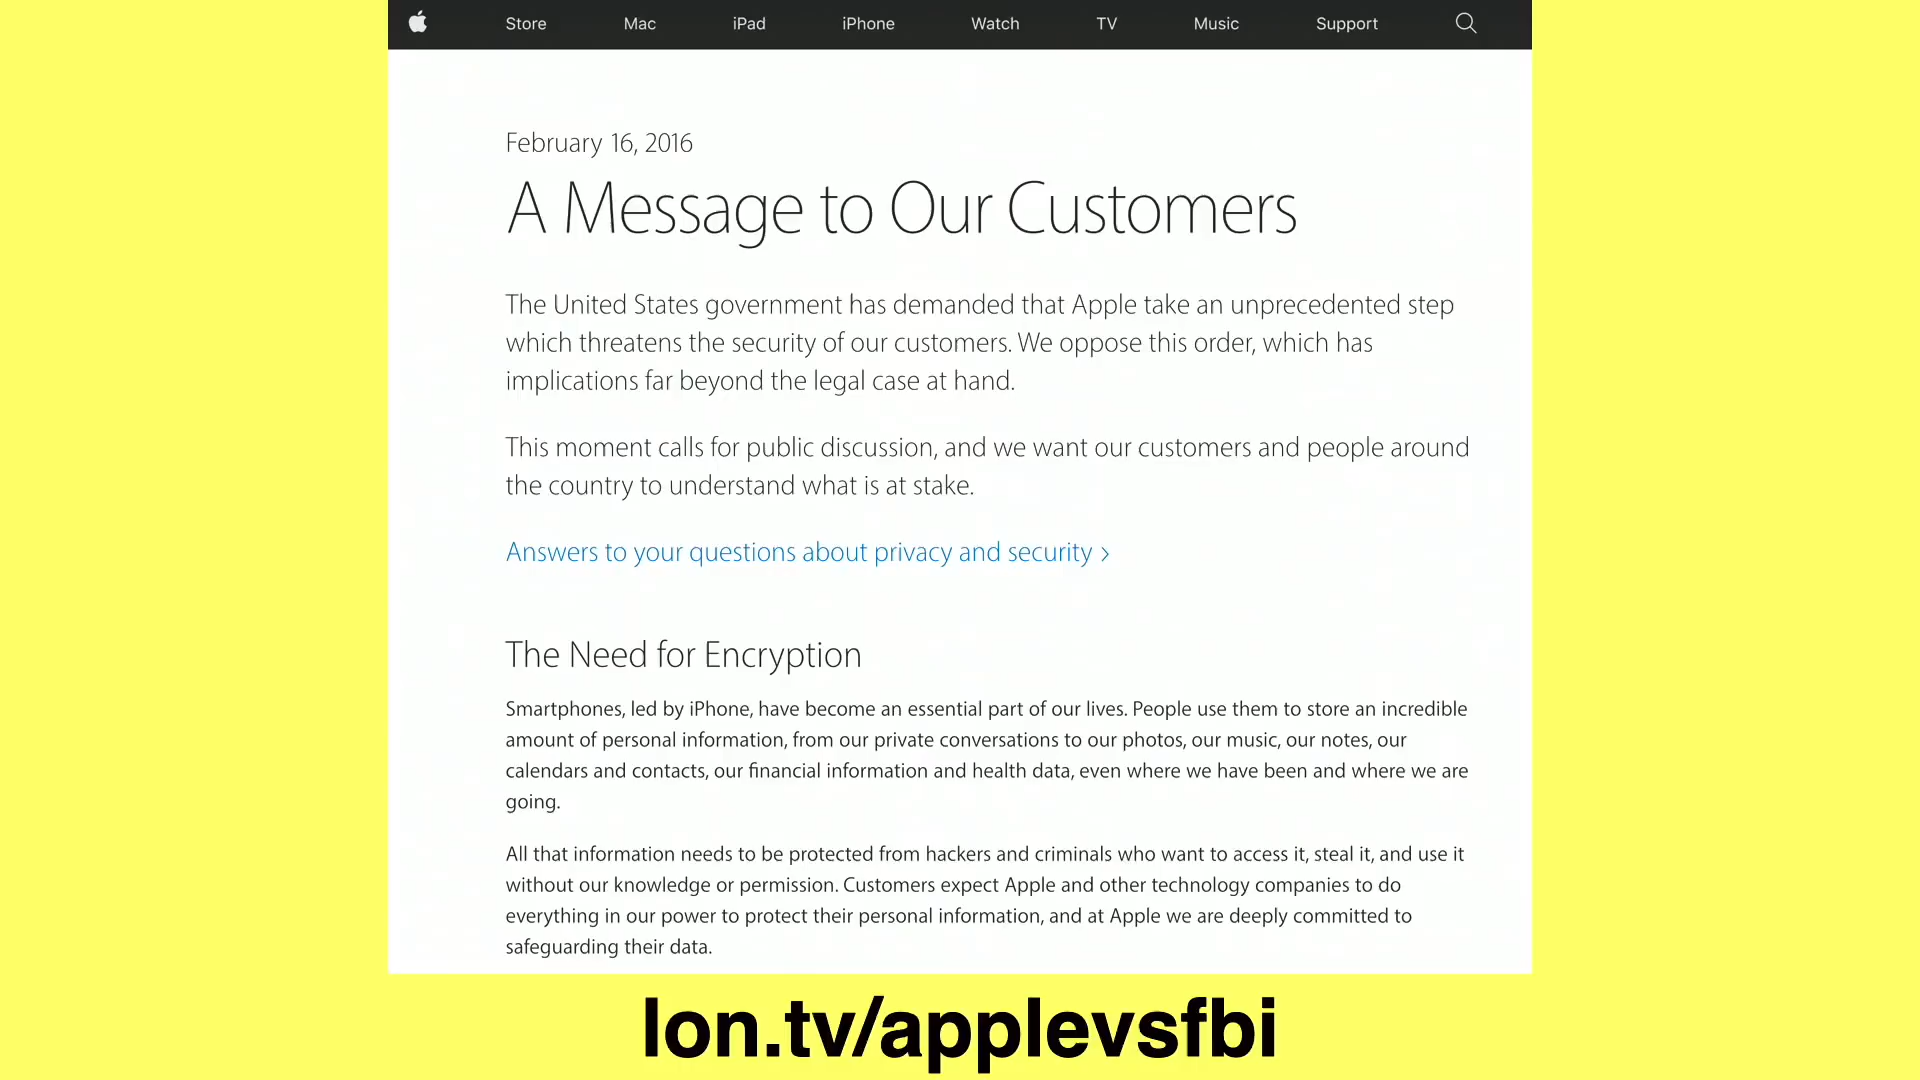 Store Mac iPad iPhone Watch TV Music Support
February 16, 2016
A Message to Our Customers
The United States government has demanded that Apple take an unprecedented step
which threatens the security of our customers. We oppose this order, which has
implications far beyond the legal case at hand.
This moment calls for public discussion, and we want our customers and people around
the country to understand what is at stake.
Answers to your questions about privacy and security >
The Need for Encryption
Smartphones, led by iPhone, have become an essential part of our lives. People use them to store an incredible
amount of personal information, from our private conversations to our photos, our music, our notes, our
calendars and contacts, our financial information and health data, even where we have been and where we are
going.
All that information needs to be protected from hackers and criminals who want to access it, steal it, and use it
without our knowledge or permission. Customers expect Apple and other technology companies to do
everything in our power to protect their personal information, and at Apple we are deeply committed to
safeguarding their data.
lon.tv/applevsfbi